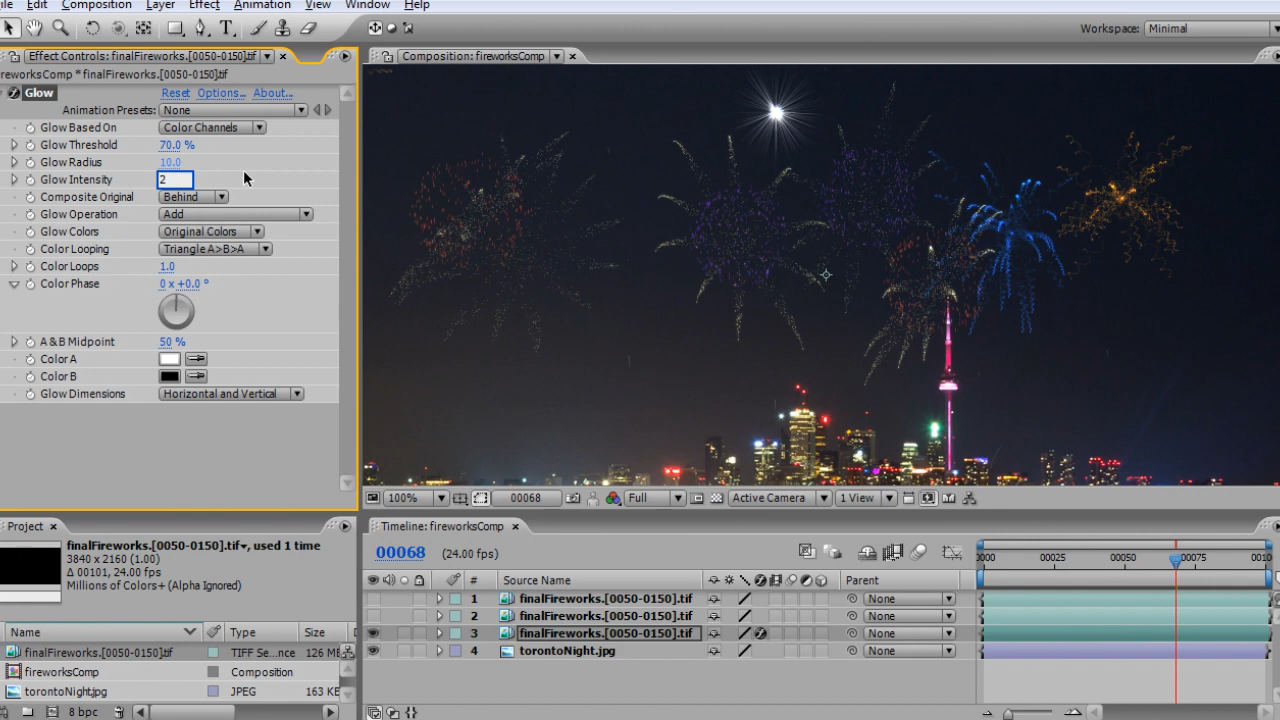 ile Edit Composition Layer Effect Animation View Window Help
T
Workspace: Minimal
Effect Controls: finalFireworks.[0050-0150].tif
reworksComp * finalFireworks.[0050-0150].tif
Glow Reset Options... About...
Animation Presets: None
Glow Based On Color Channels
Glow Threshold 70.0 %
Glow Radius 10.0
Glow Intensity 2
Composite Original Behind
Glow Operation Add
Glow Colors Original Colors
Color Looping Triangle A>B>A
Color Loops 1.0
Color Phase 0 x +0.0 °
A & B Midpoint 50 %
Color A
Color B
Glow Dimensions Horizontal and Vertical
Composition: fireworksComp
100% 00068 Full Active Camera 1 View
Project
finalFireworks.[0050-0150].tif, used 1 time
3840 x 2160 (1.00)
Δ 00101, 24.00 fps
Millions of Colors+ (Alpha Ignored)
Name Type Size
finalFireworks.[0050-0150].tif TIFF Se...nce 126 MB
fireworksComp Composition
torontoNight.jpg JPEG 163 KB
8 bpc
Timeline: fireworksComp
00068 (24.00 fps)
0000 00025 00050 00075 0010
# Source Name Parent
1 finalFireworks.[0050-0150].tif None
2 finalFireworks.[0050-0150].tif None
3 finalFireworks.[0050-0150].tif None
4 torontoNight.jpg None